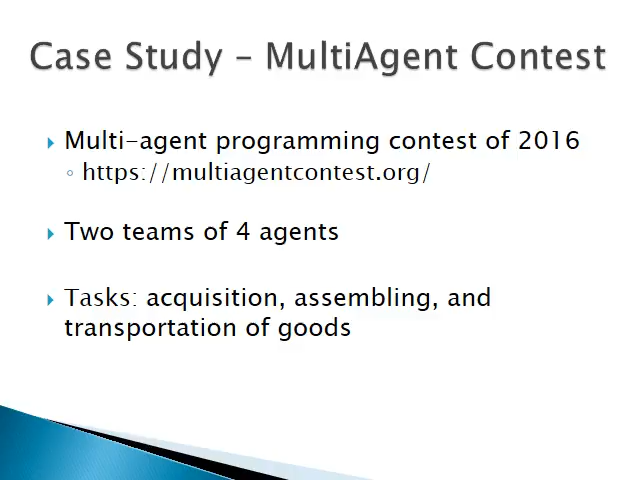 Case Study – MultiAgent Contest
Multi-agent programming contest of 2016
https://multiagentcontest.org/
Two teams of 4 agents
Tasks: acquisition, assembling, and
transportation of goods